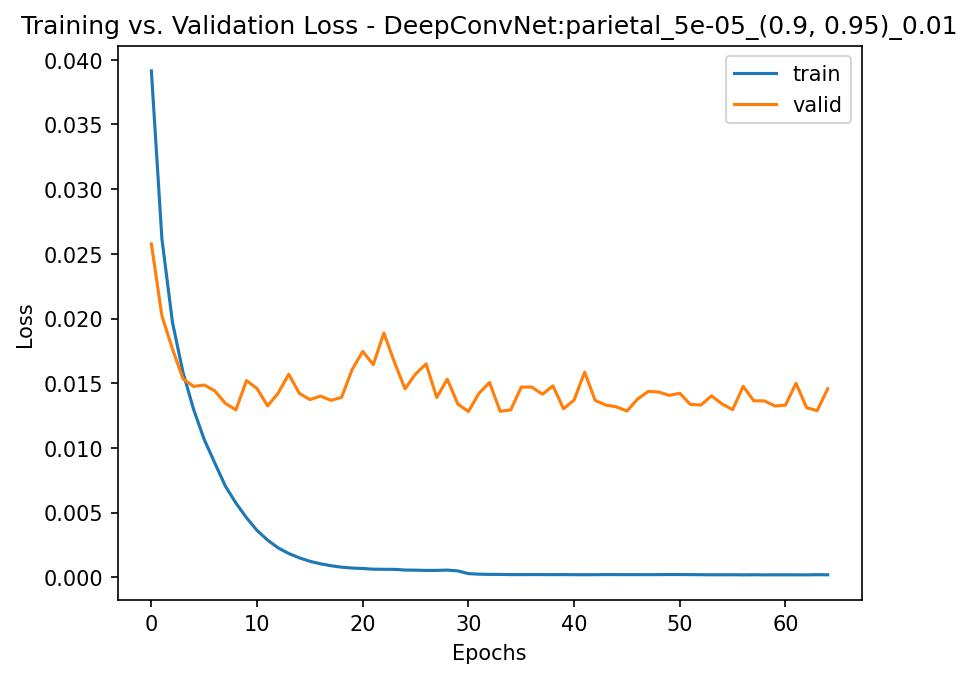 Training vs. Validation Loss - DeepConvNet:parietal_5e-05_(0.9, 0.95)_0.01
train
valid
0.040
0.035
0.030
0.025
0.020
0.015
0.010
0.005
0.000
Loss
0 10 20 30 40 50 60
Epochs